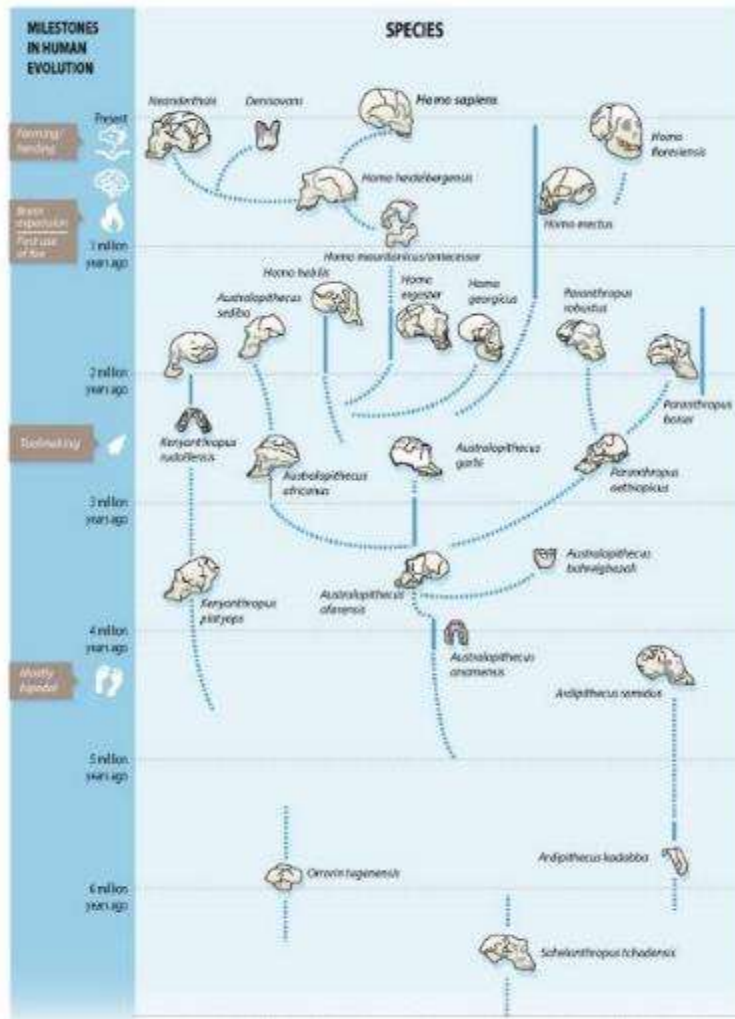 MILESTONES
IN HUMAN
EVOLUTION
SPECIES
Neanderthals
Denisovans
Homo sapiens
Present
Farming/
herding
Homo
floresiensis
Homo heidelbergensis
Brain
expansion
First use
of fire
Homo erectus
1 million
years ago
Homo mauritanicus/antecessor
Homo habilis
Homo
ergaster
Homo
georgicus
Australopithecus
sediba
Paranthropus
robustus
2 million
years ago
Paranthropus
boisei
Toolmaking
Kenyanthropus
rudolfensis
Australopithecus
africanus
Australopithecus
garhi
Paranthropus
aethiopicus
3 million
years ago
Australopithecus
bahrelghazali
Kenyanthropus
platyops
Australopithecus
afarensis
4 million
years ago
Australopithecus
anamensis
Mostly
bipedal
Ardipithecus ramidus
5 million
years ago
Ardipithecus kadabba
Orrorin tugenensis
6 million
years ago
Sahelanthropus tchadensis